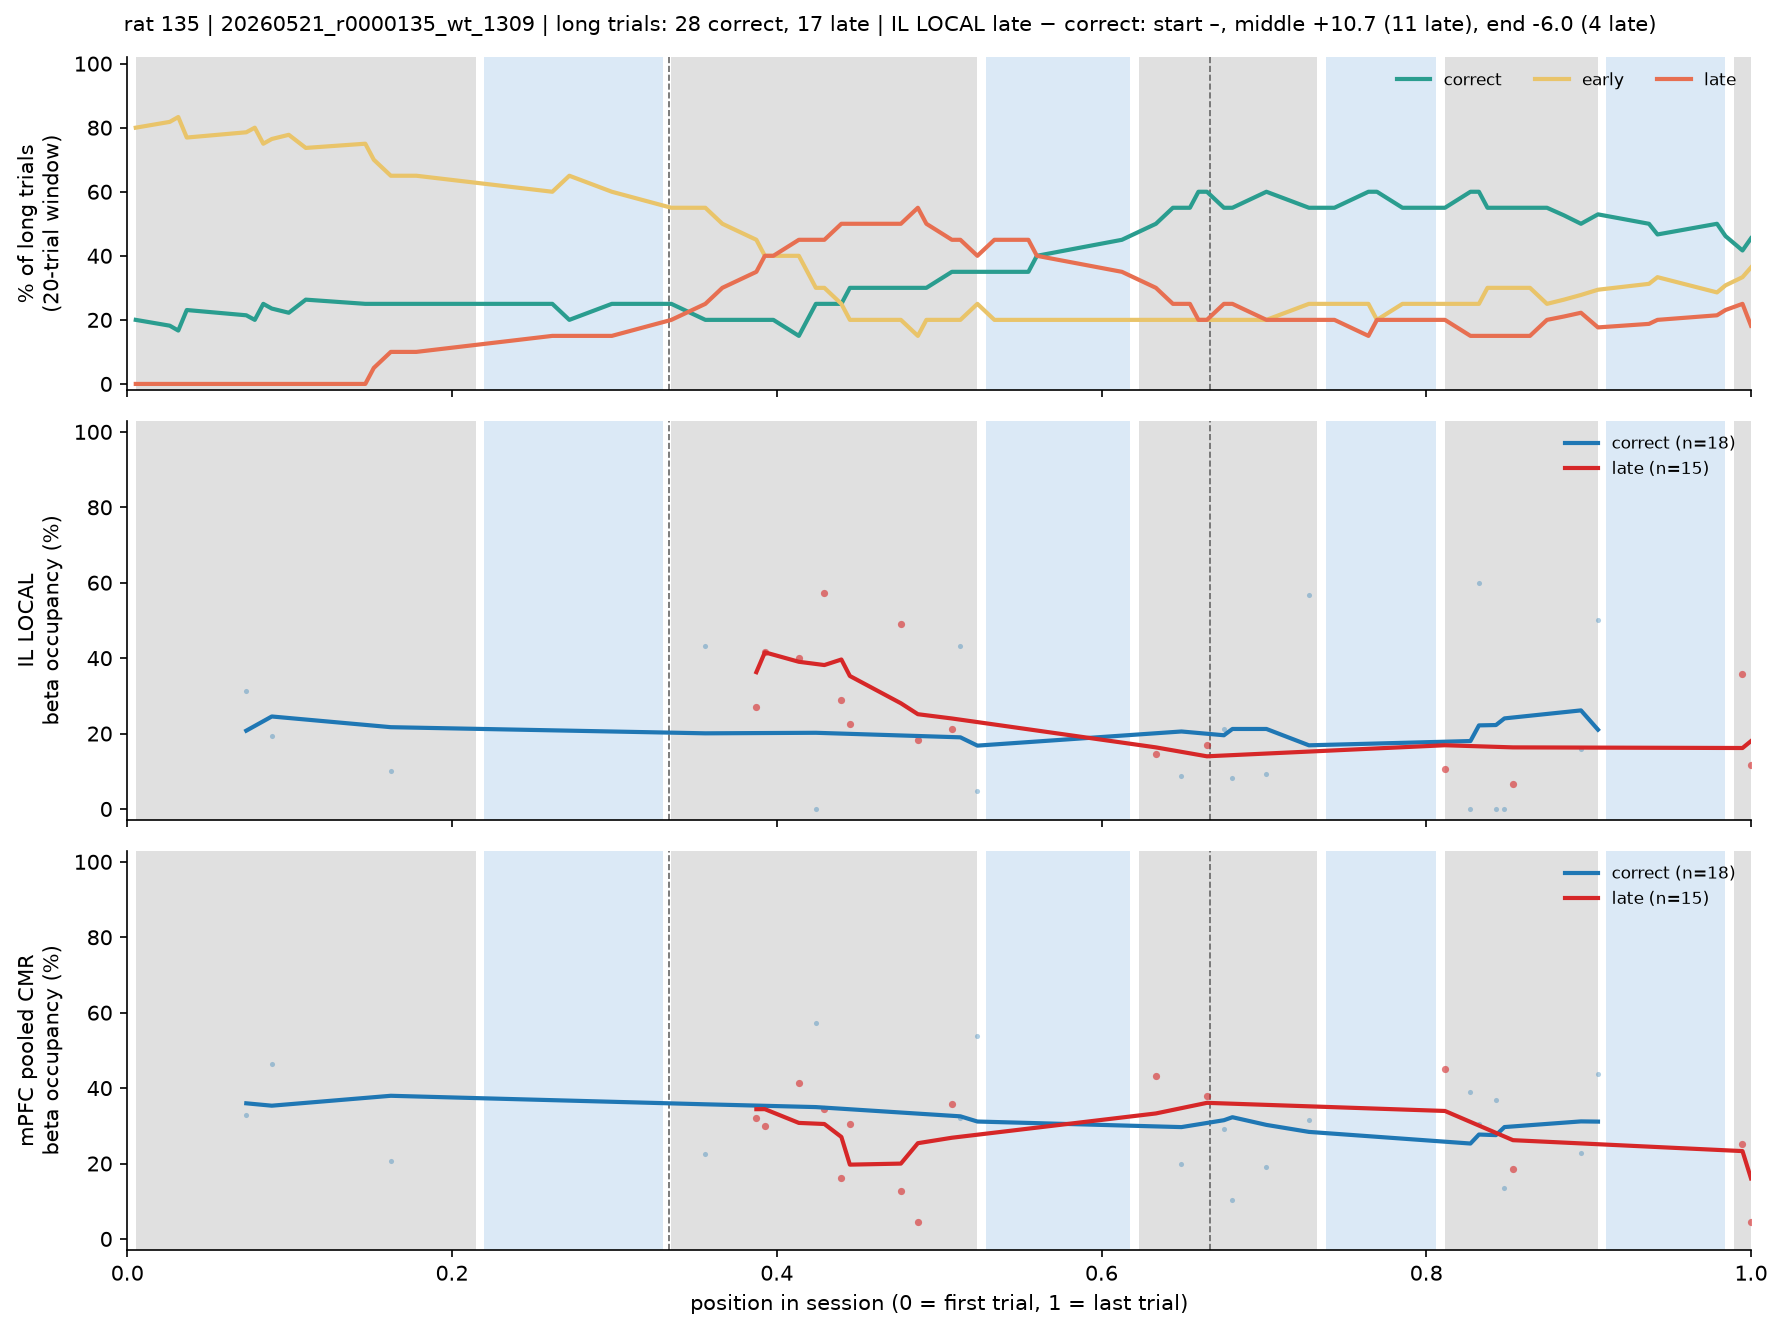 rat 135 | 20260521_r0000135_wt_1309 | long trials: 28 correct, 17 late | IL LOCAL late − correct: start –, middle +10.7 (11 late), end -6.0 (4 late)
100
80
60
40
20
0
% of long trials
(20-trial window)
correct
early
late
100
80
60
40
20
0
IL LOCAL
beta occupancy (%)
correct (n=18)
late (n=15)
100
80
60
40
20
0
mPFC pooled CMR
beta occupancy (%)
correct (n=18)
late (n=15)
0.0
0.2
0.4
0.6
0.8
1.0
position in session (0 = first trial, 1 = last trial)